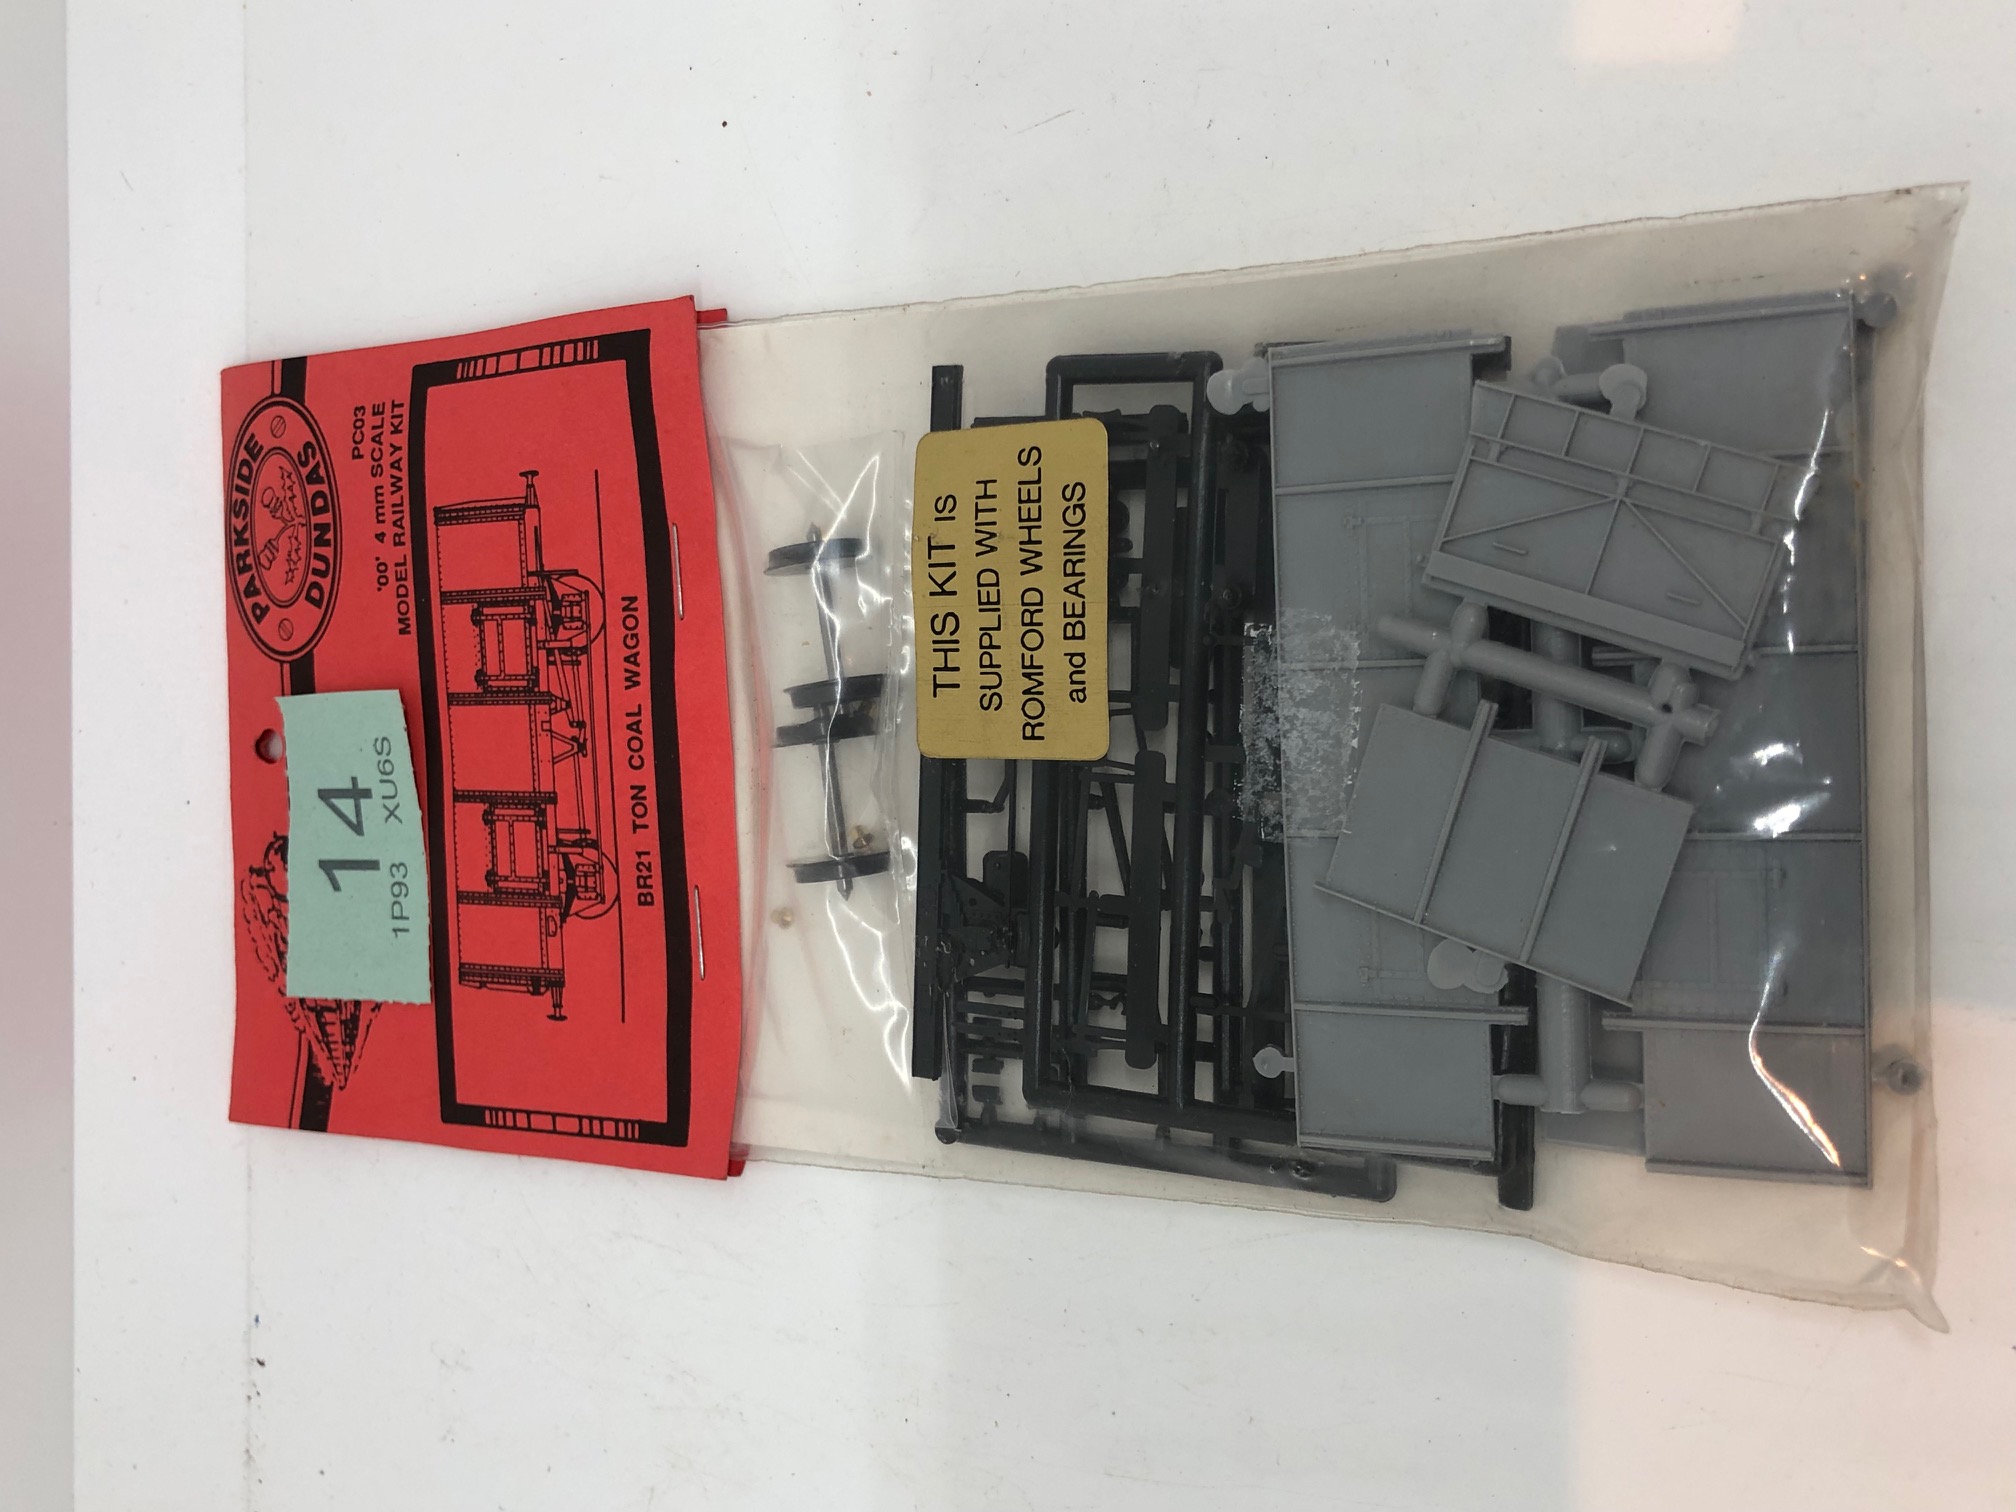 PARKSIDE
DUNDAS
PC03
'00' 4 mm SCALE
MODEL RAILWAY KIT
14
1P93 XU6S
BR21 TON COAL WAGON
THIS KIT IS
SUPPLIED WITH
ROMFORD WHEELS
and BEARINGS